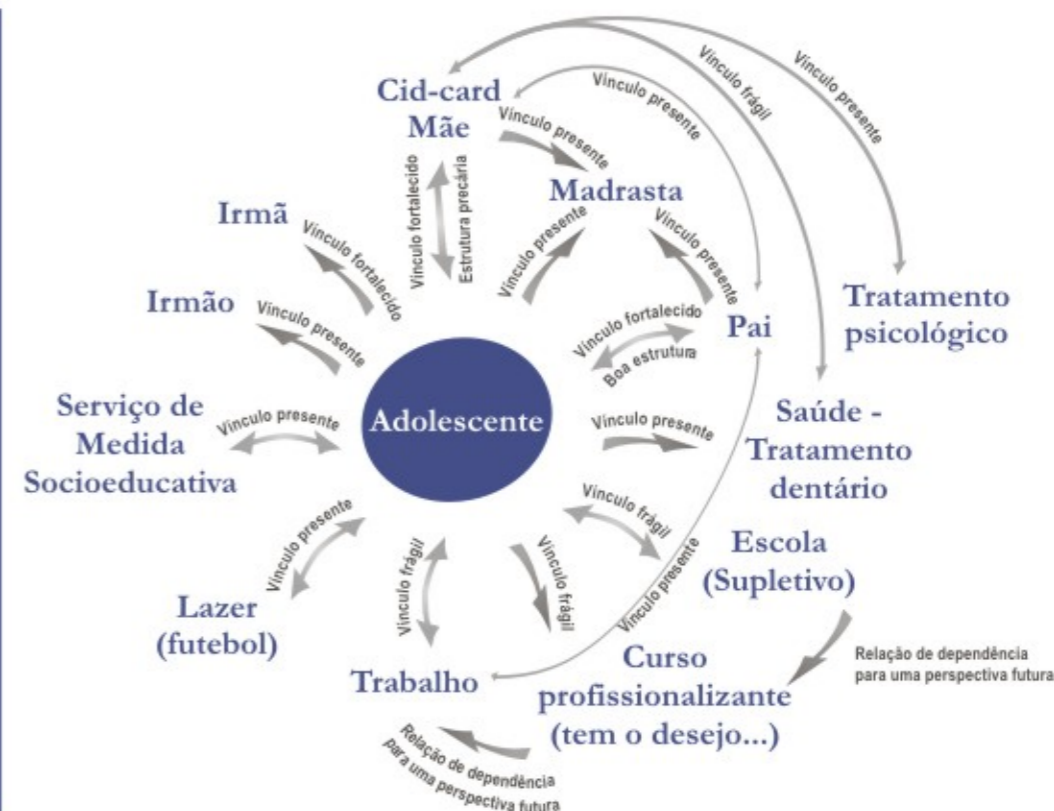 Vínculo frágil
Vínculo presente
Vínculo presente
Cid-card
Mãe
Vínculo presente
Madrasta
Vínculo fortalecido
Estrutura precária
Irmã
Vínculo fortalecido
Vínculo presente
Vínculo presente
Irmão
Vínculo presente
Tratamento
psicológico
Pai
Vínculo fortalecido
Boa estrutura
Adolescente
Serviço de
Medida
Socioeducativa
Vínculo presente
Vínculo presente
Saúde -
Tratamento
dentário
Vínculo presente
Lazer
(futebol)
Vínculo frágil
Vínculo frágil
Vínculo frágil
Vínculo presente
Escola
(Supletivo)
Relação de dependência
para uma perspectiva futura
Trabalho
Curso
profissionalizante
(tem o desejo...)
Relação de dependência
para uma perspectiva futura